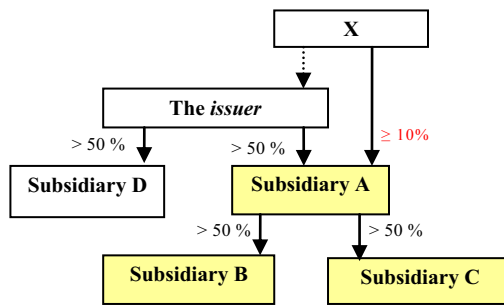 X
The issuer
> 50 %
> 50 %
≥ 10%
Subsidiary D
Subsidiary A
> 50 %
> 50 %
Subsidiary B
Subsidiary C